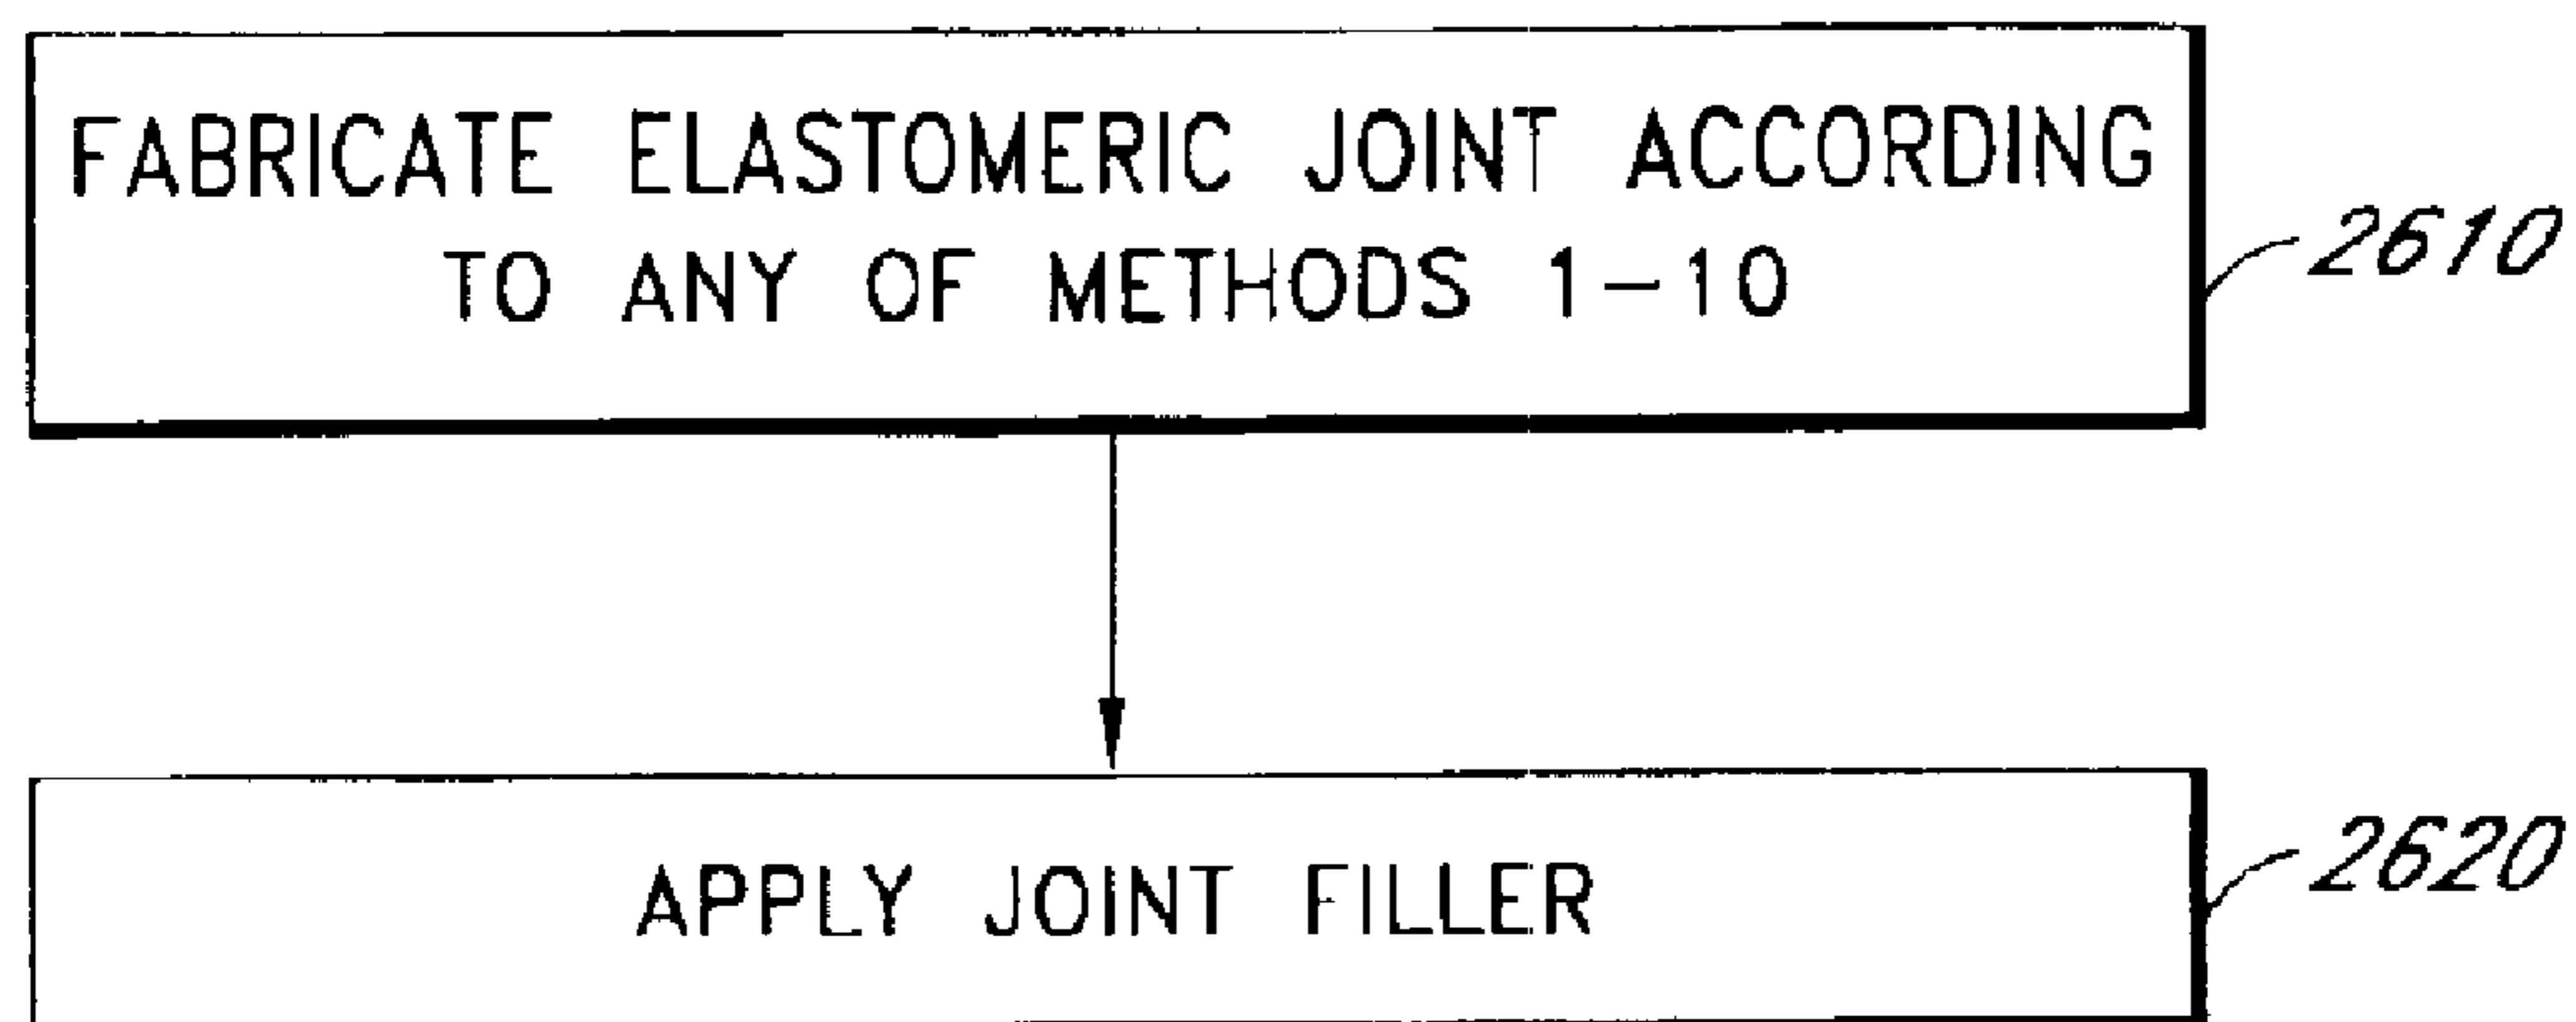 FABRICATE ELASTOMERIC JOINT ACCORDING
TO ANY OF METHODS 1-10
2610
APPLY JOINT FILLER
2620